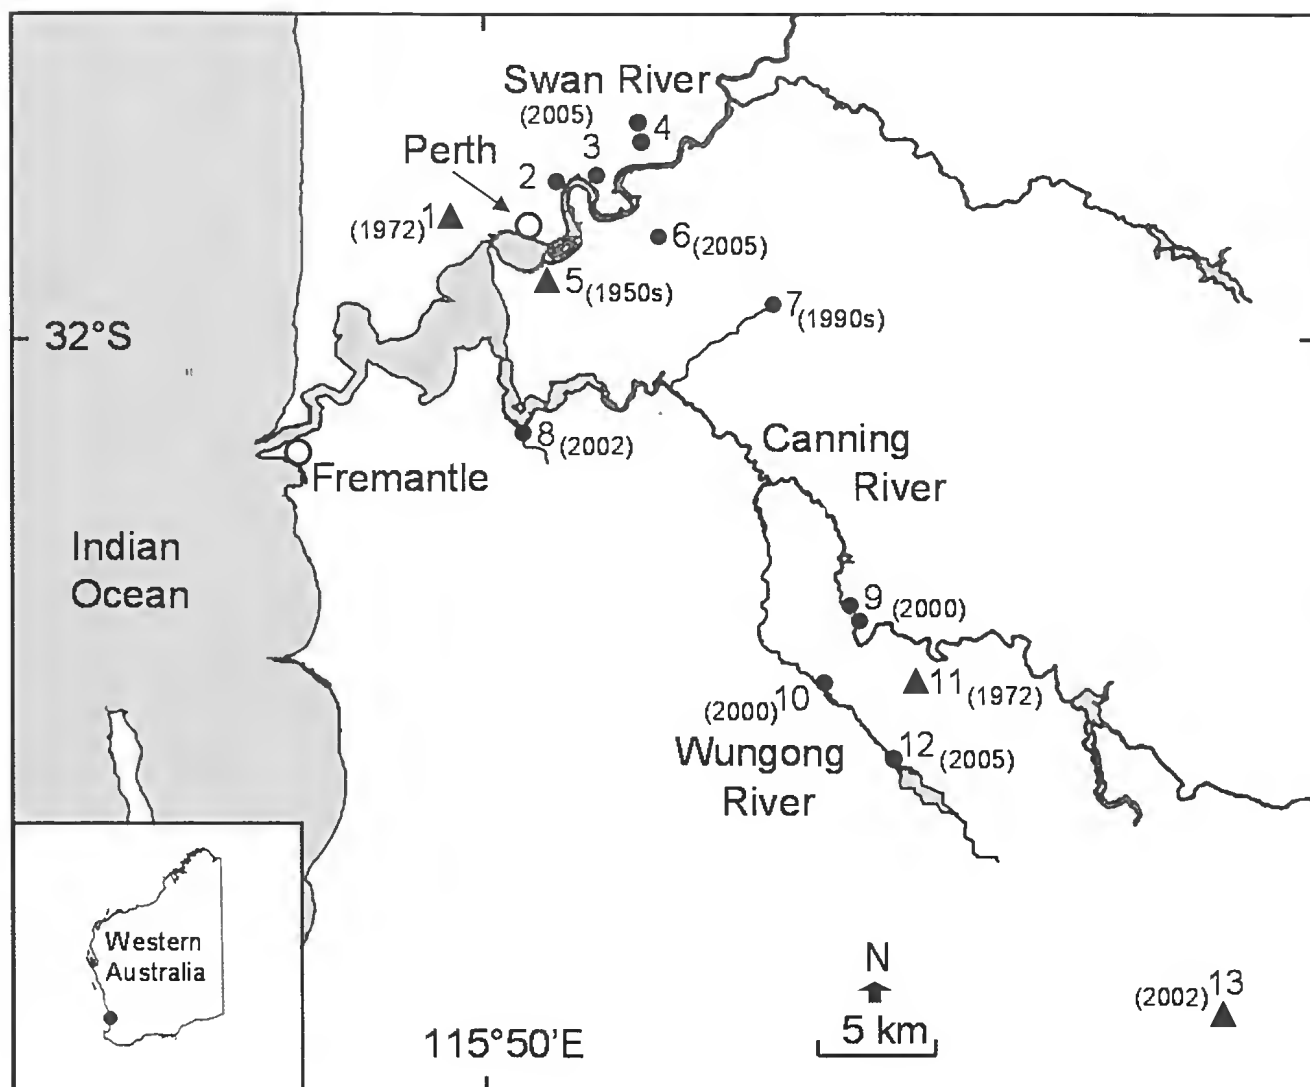 Swan River
(2005)
4
Perth
3
2
(1972) 1
6 (2005)
5 (1950s)
7 (1990s)
32°S
8 (2002)
Canning
River
Fremantle
Indian
Ocean
9 (2000)
11 (1972)
(2000) 10
Wungong
River
12 (2005)
Western
Australia
N
5 km
(2002) 13
115°50'E